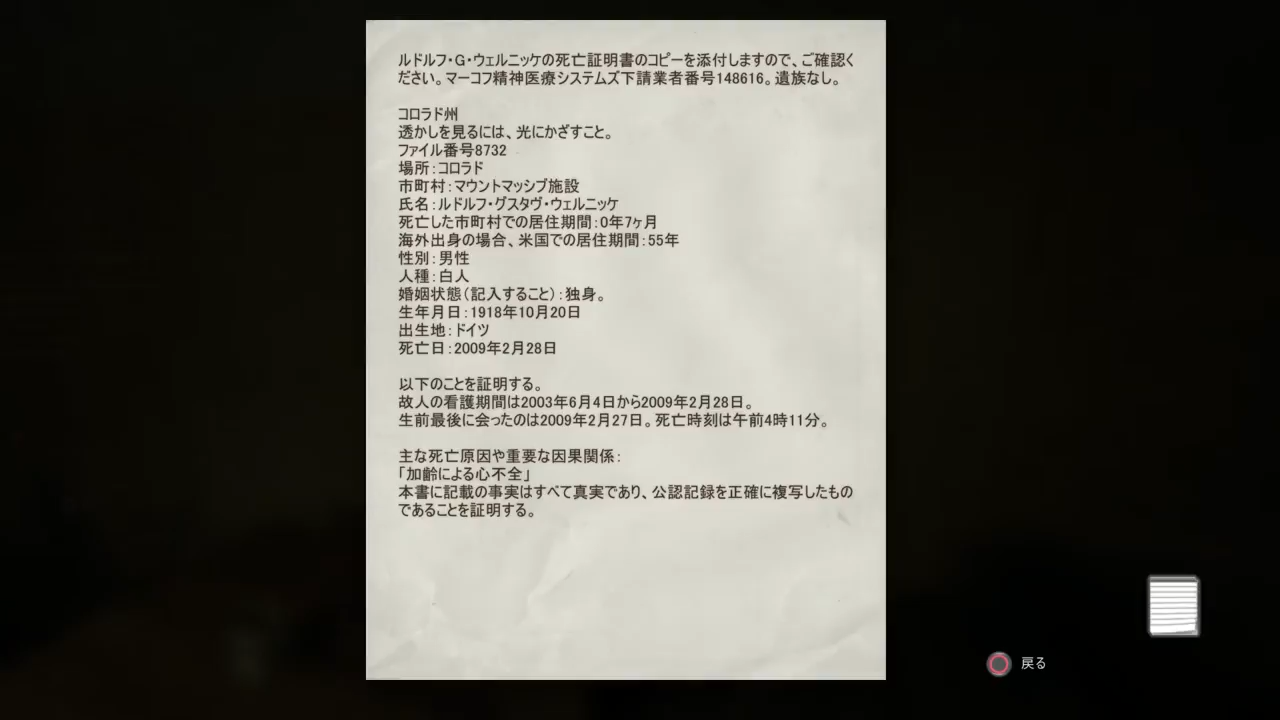 ルドルフ・G・ウェルニッケの死亡証明書のコピーを添付しますので、ご確認く
ださい。マーコフ精神医療システムズ下請業者番号148616。遺族なし。
コロラド州
透かしを見るには、光にかざすこと。
ファイル番号8732
場所：コロラド
市町村：マウントマッシブ施設
氏名：ルドルフ・グスタヴ・ウェルニッケ
死亡した市町村での居住期間：0年7ヶ月
海外出身の場合、米国での居住期間：55年
性別：男性
人種：白人
婚姻状態（記入すること）：独身。
生年月日：1918年10月20日
出生地：ドイツ
死亡日：2009年2月28日
以下のことを証明する。
故人の看護期間は2003年6月4日から2009年2月28日。
生前最後に会ったのは2009年2月27日。死亡時刻は午前4時11分。
主な死亡原因や重要な因果関係：
「加齢による心不全」
本書に記載の事実はすべて真実であり、公認記録を正確に複写したもの
であることを証明する。
戻る